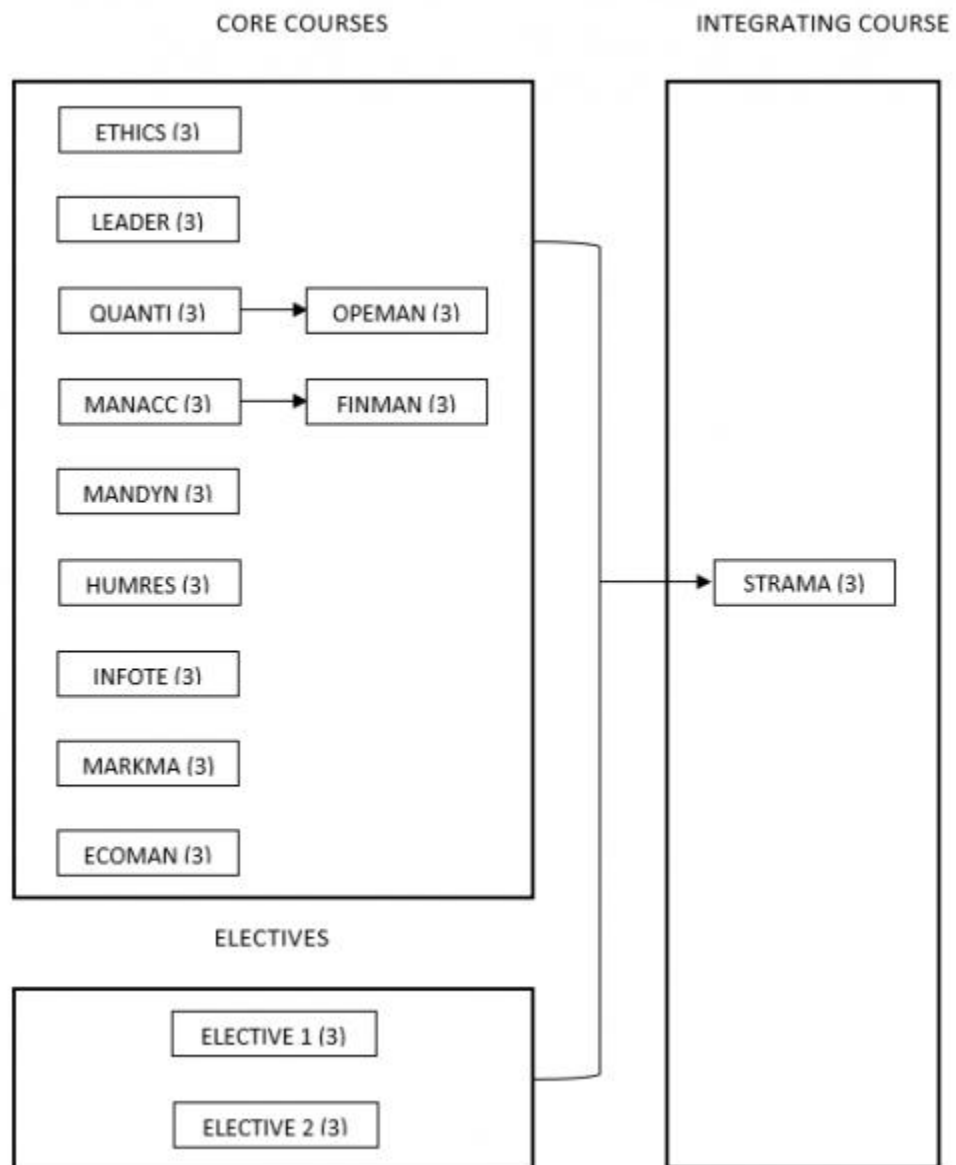 CORE COURSES
INTEGRATING COURSE
ETHICS (3)
LEADER (3)
QUANTI (3)
OPEMAN (3)
MANACC (3)
FINMAN (3)
MANDYN (3)
HUMRES (3)
INFOTE (3)
MARKMA (3)
ECOMAN (3)
STRAMA (3)
ELECTIVES
ELECTIVE 1 (3)
ELECTIVE 2 (3)